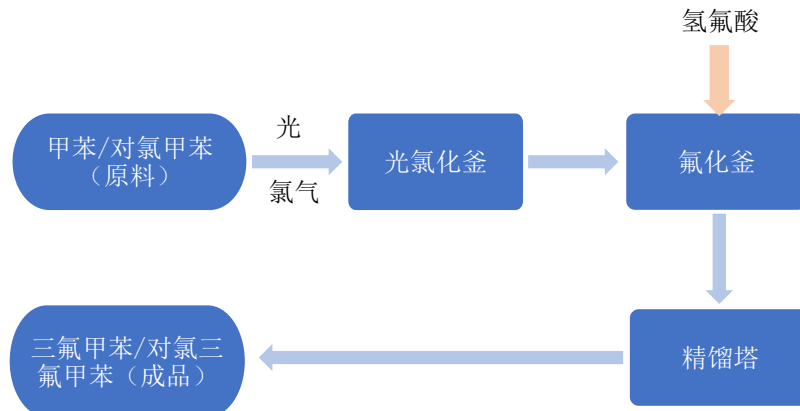 氢氟酸
甲苯/对氯甲苯
（原料）
光
氯气
光氯化釜
氟化釜
三氟甲苯/对氯三
氟甲苯（成品）
精馏塔